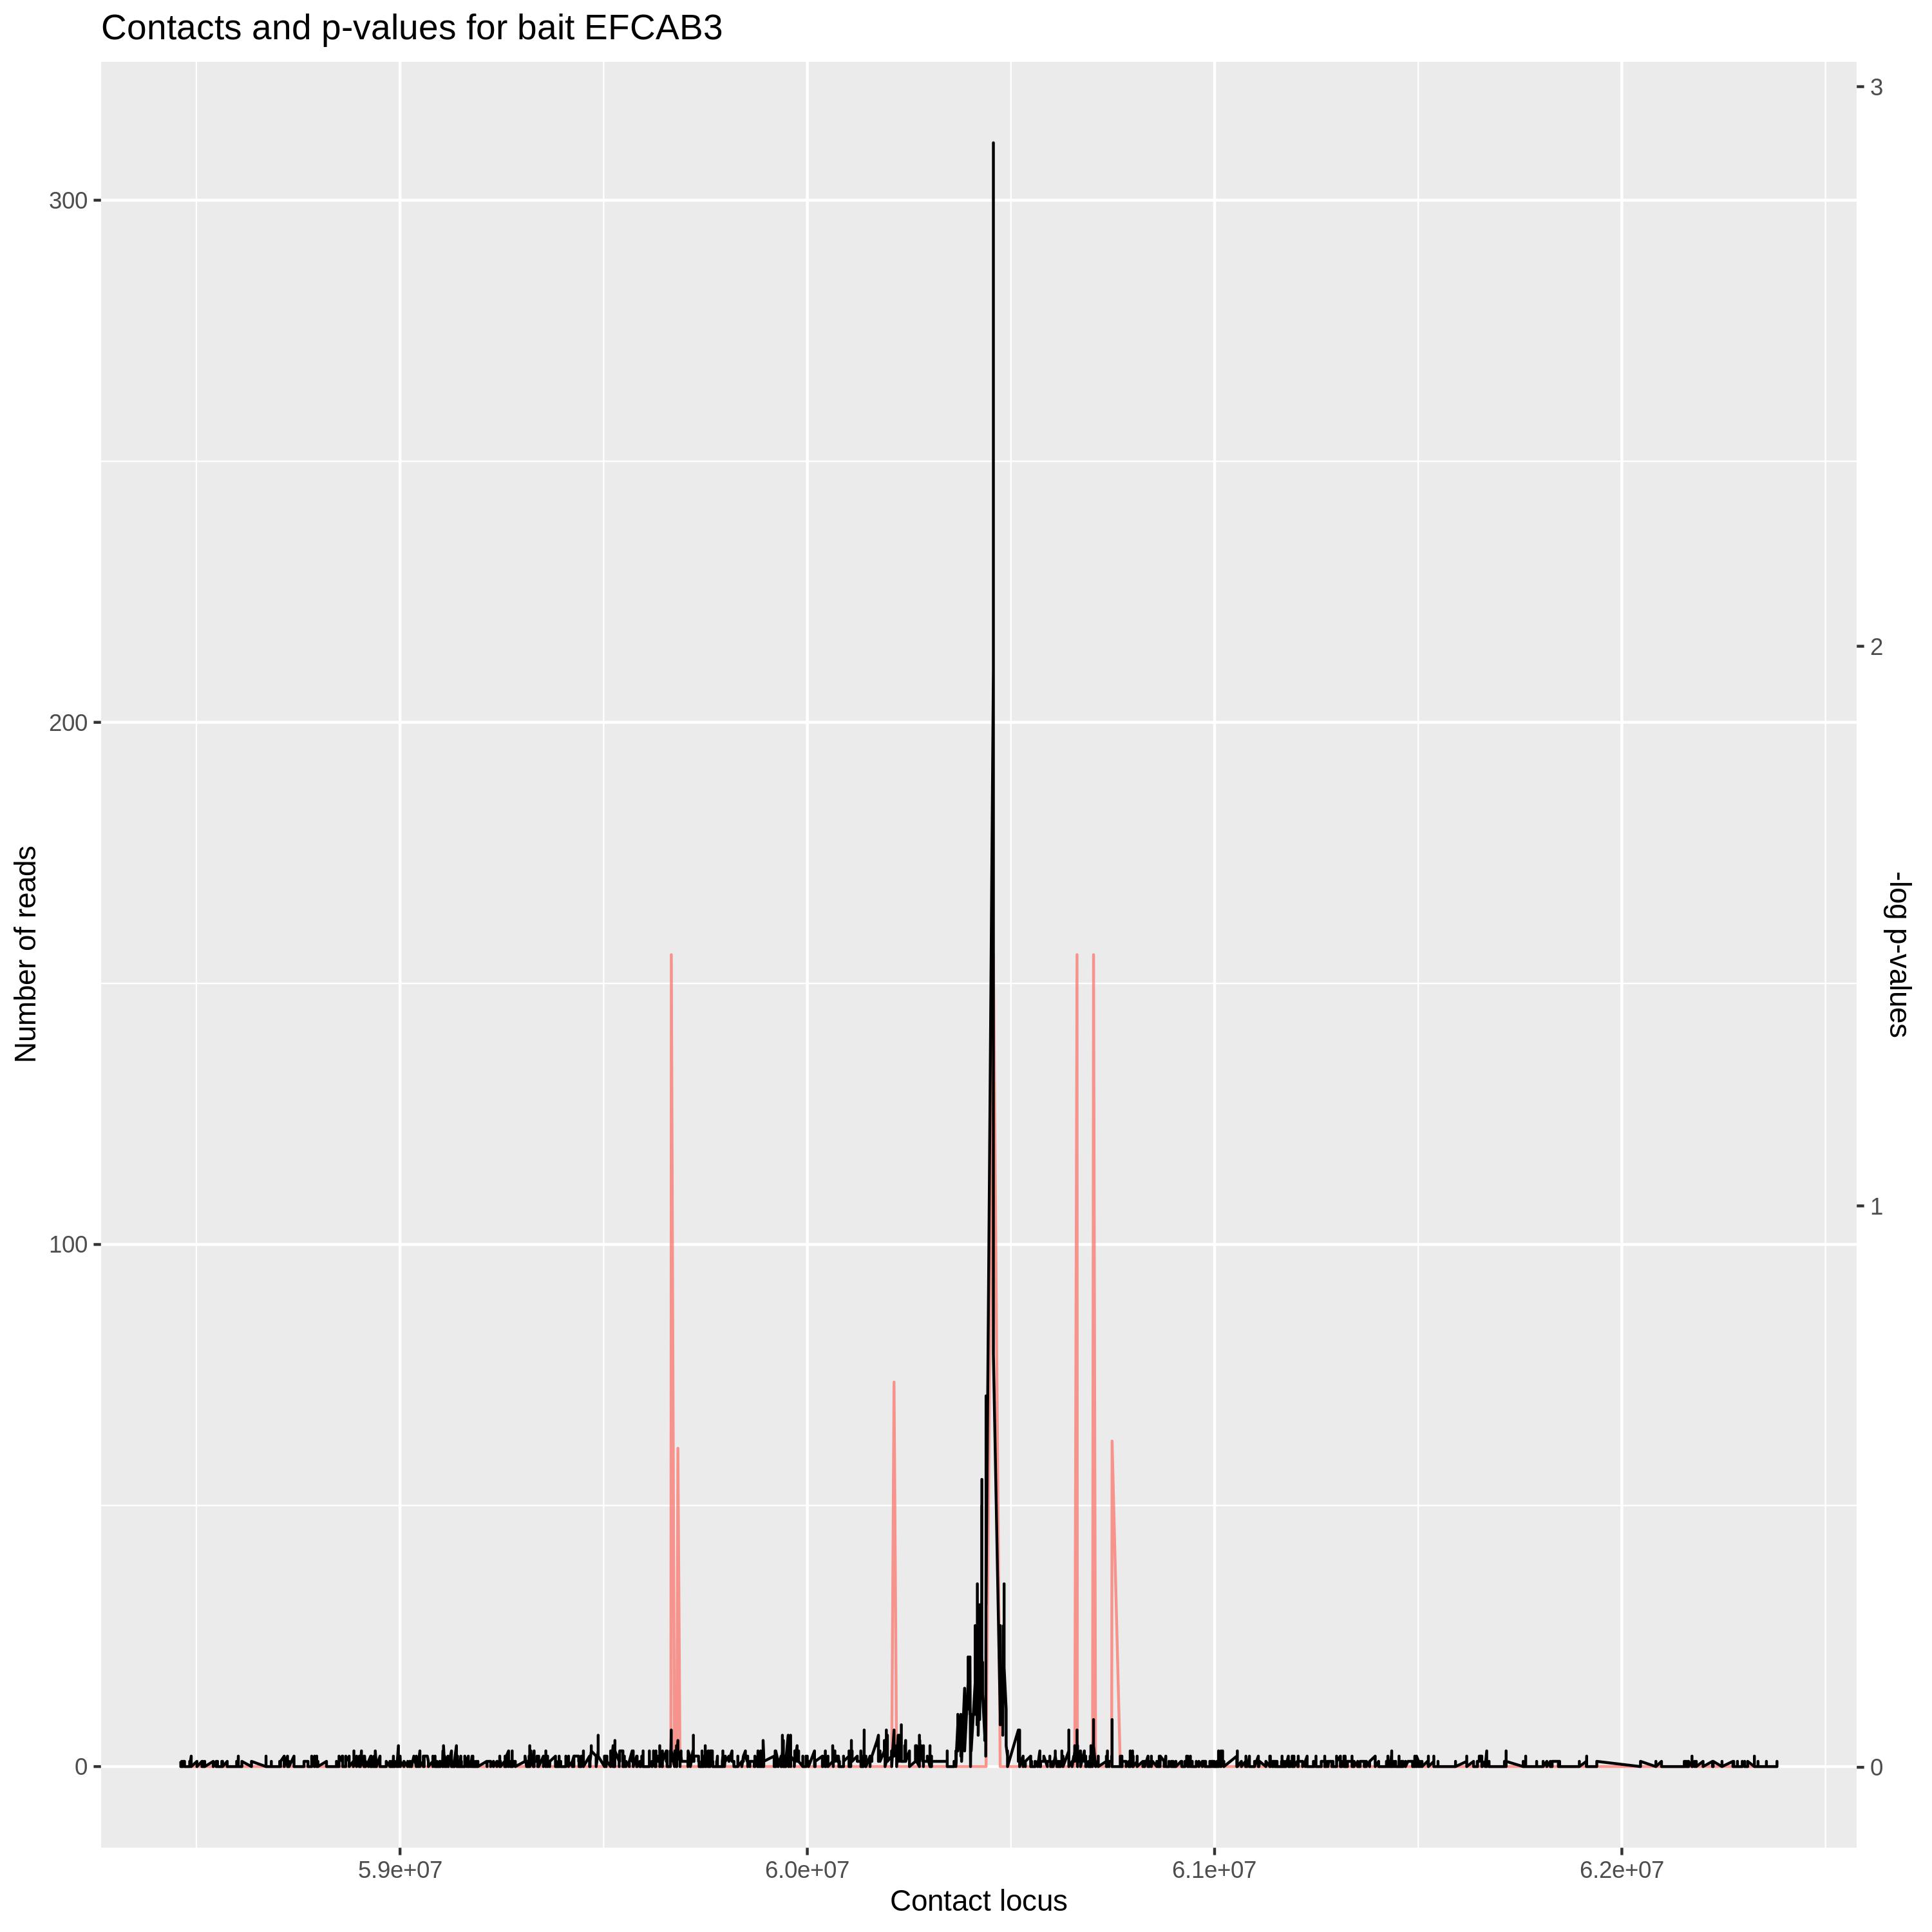 Contacts and p-values for bait EFCAB3
Number of reads
300
200
100
0
-log p-values
3
2
1
0
5.9e+07
6.0e+07
6.1e+07
6.2e+07
Contact locus